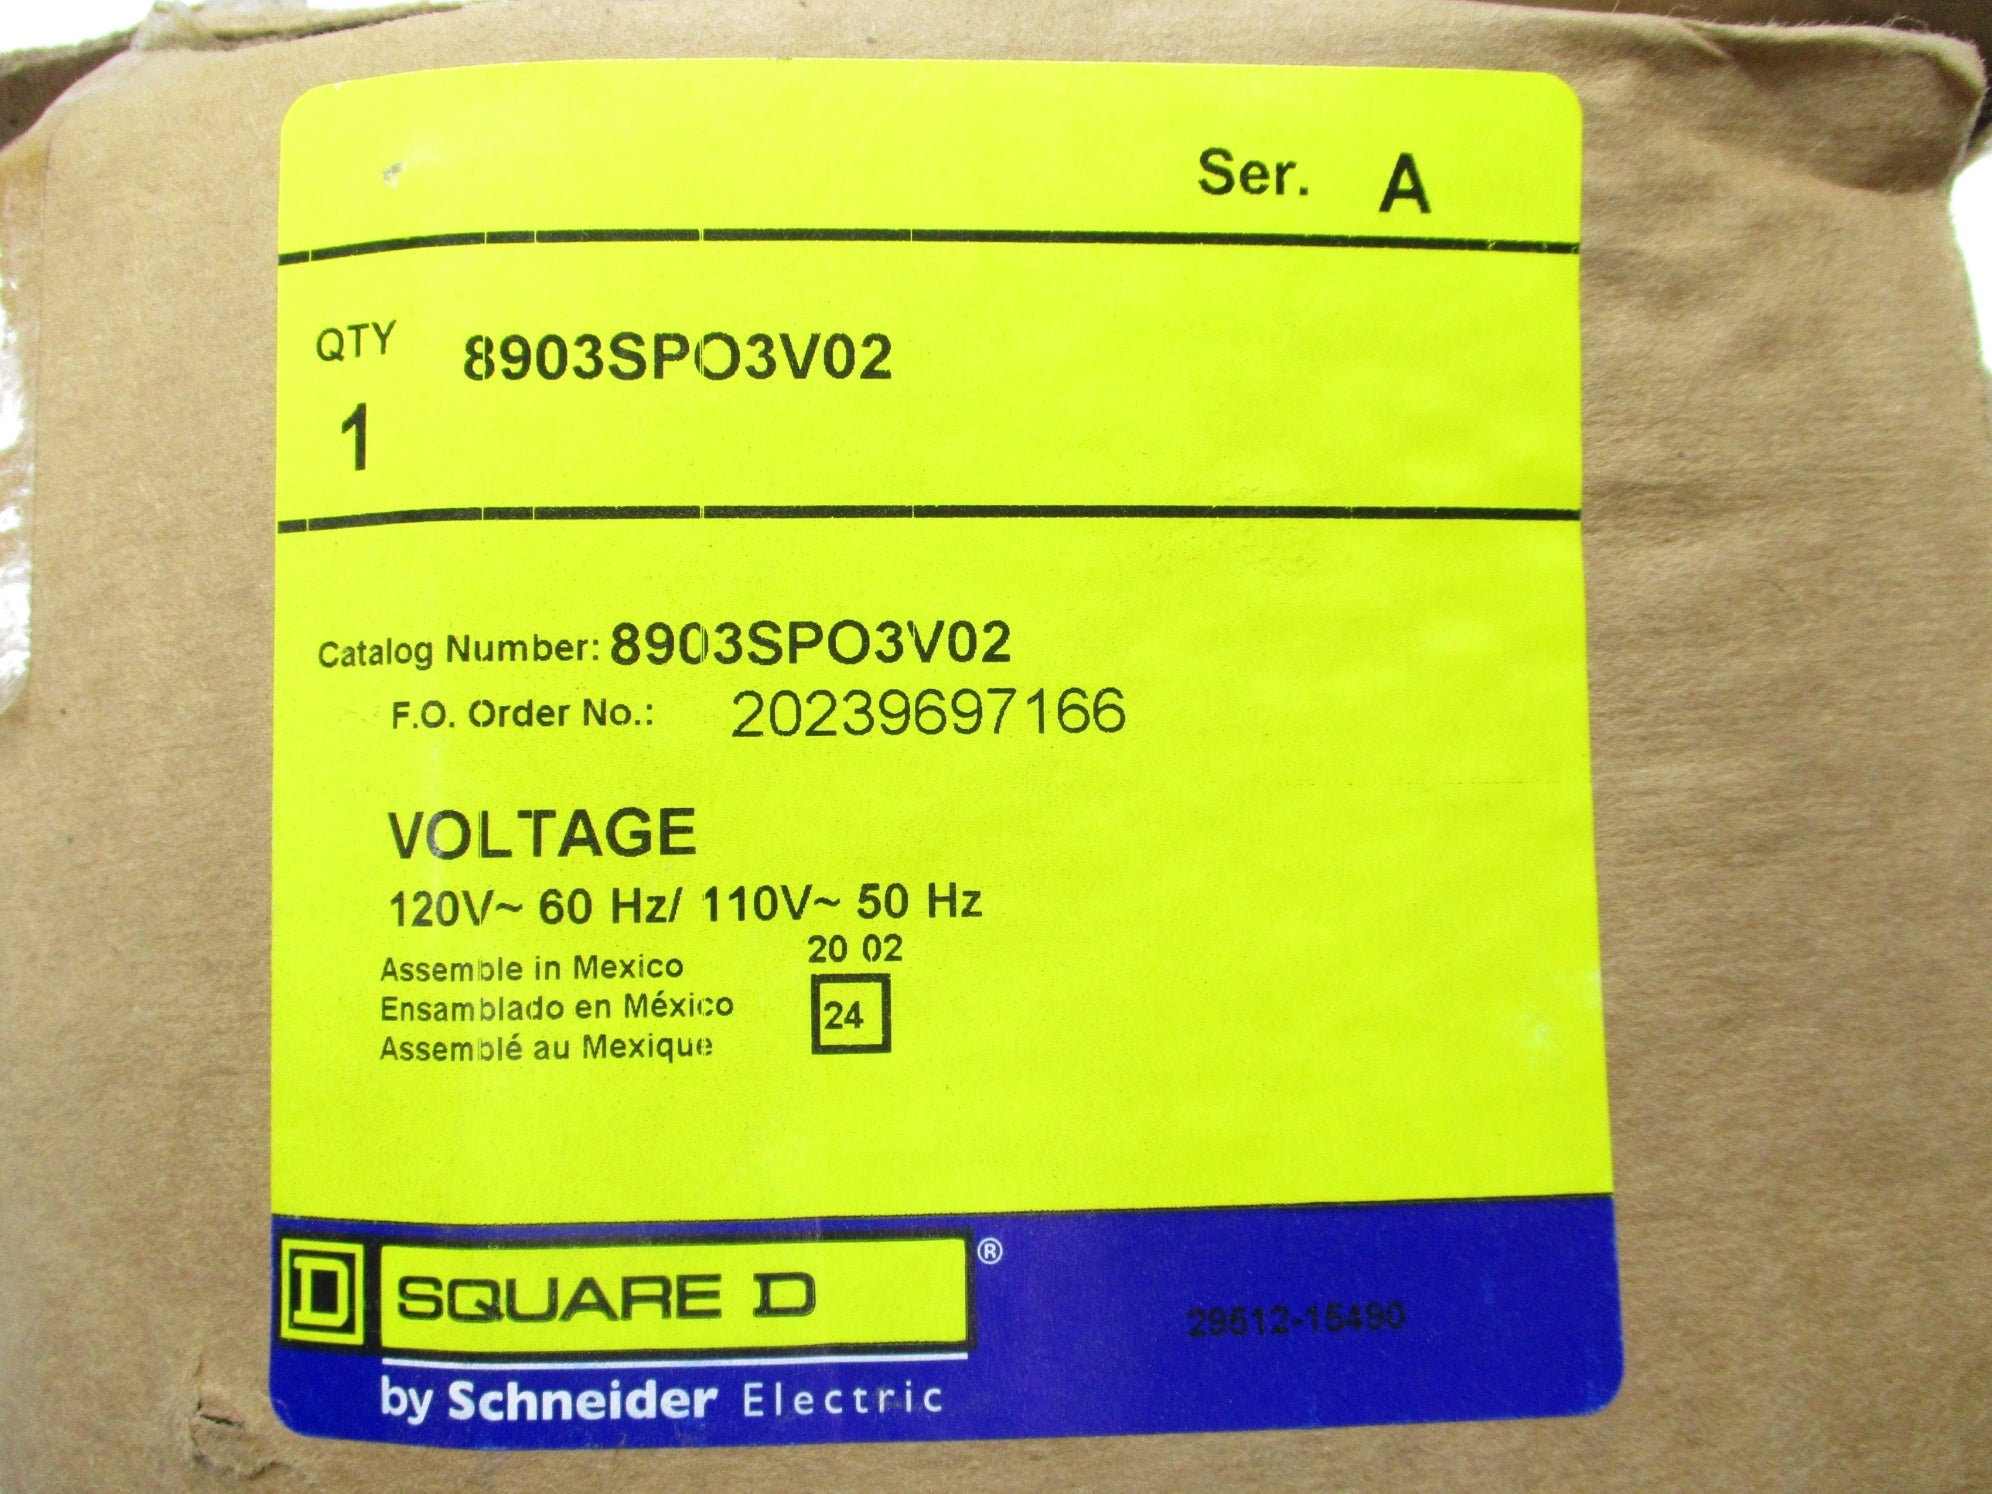 Ser. A
QTY 8903SPO3V02
1
Catalog Number: 8903SPO3V02
F.O. Order No.: 20239697166
VOLTAGE
120V~ 60 Hz/ 110V~ 50 Hz
20 02
Assemble in Mexico
Ensamblado en México
24
Assemblé au Mexique
D SQUARE D ®
29512-15490
by Schneider Electric